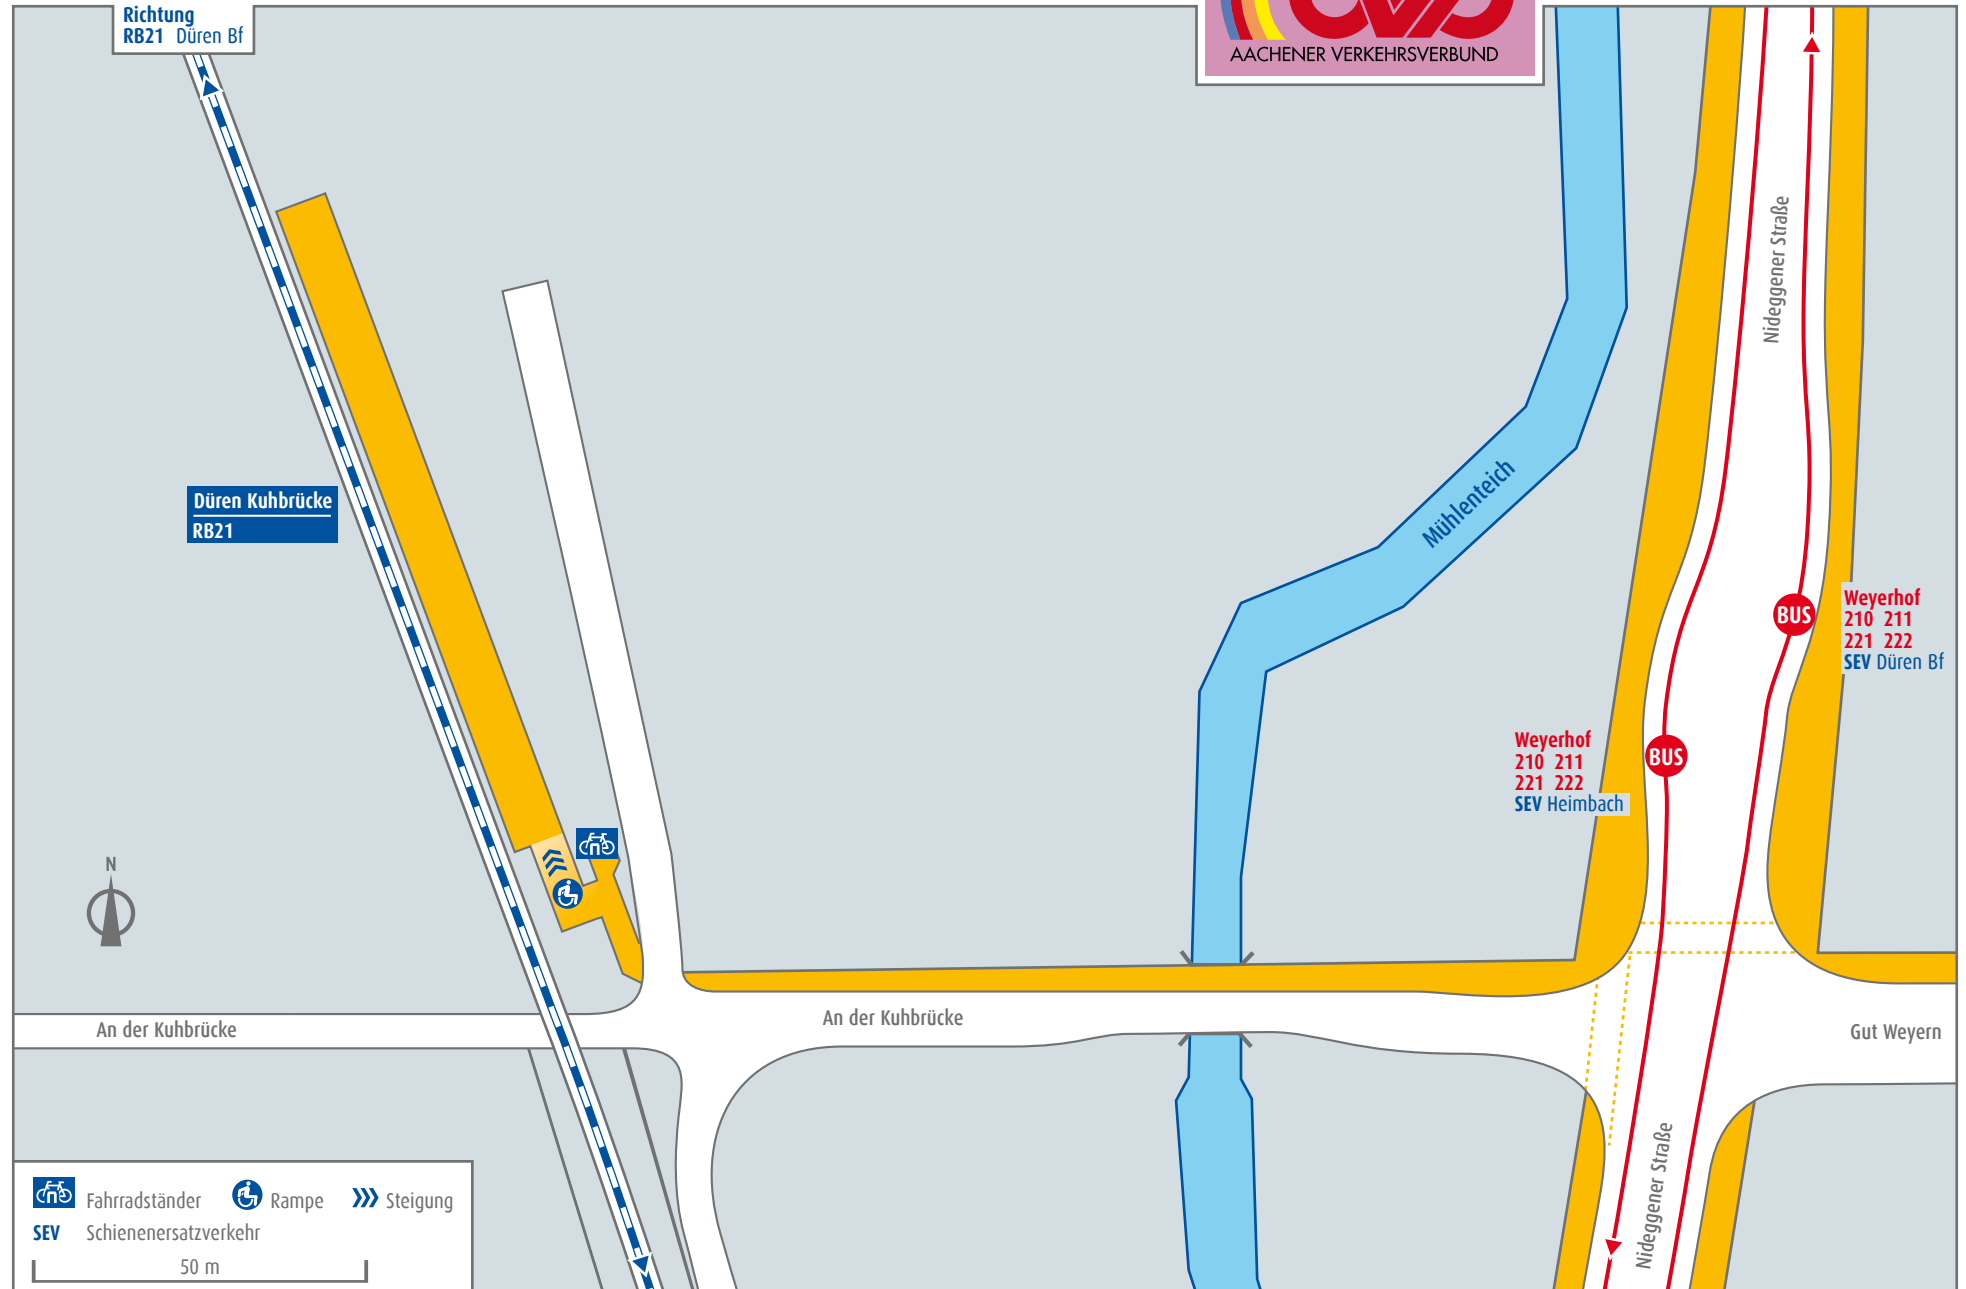 Richtung
RB21 Düren Bf
AACHENER VERKEHRSVERBUND
Nideggener Straße
Mühlenteich
Düren Kuhbrücke
RB21
BUS
Weyerhof
210 211
221 222
SEV Düren Bf
Weyerhof
210 211
221 222
SEV Heimbach
BUS
N
An der Kuhbrücke
An der Kuhbrücke
Gut Weyern
Nideggener Straße
Fahrradständer
Rampe
Steigung
SEV Schienenersatzverkehr
50 m